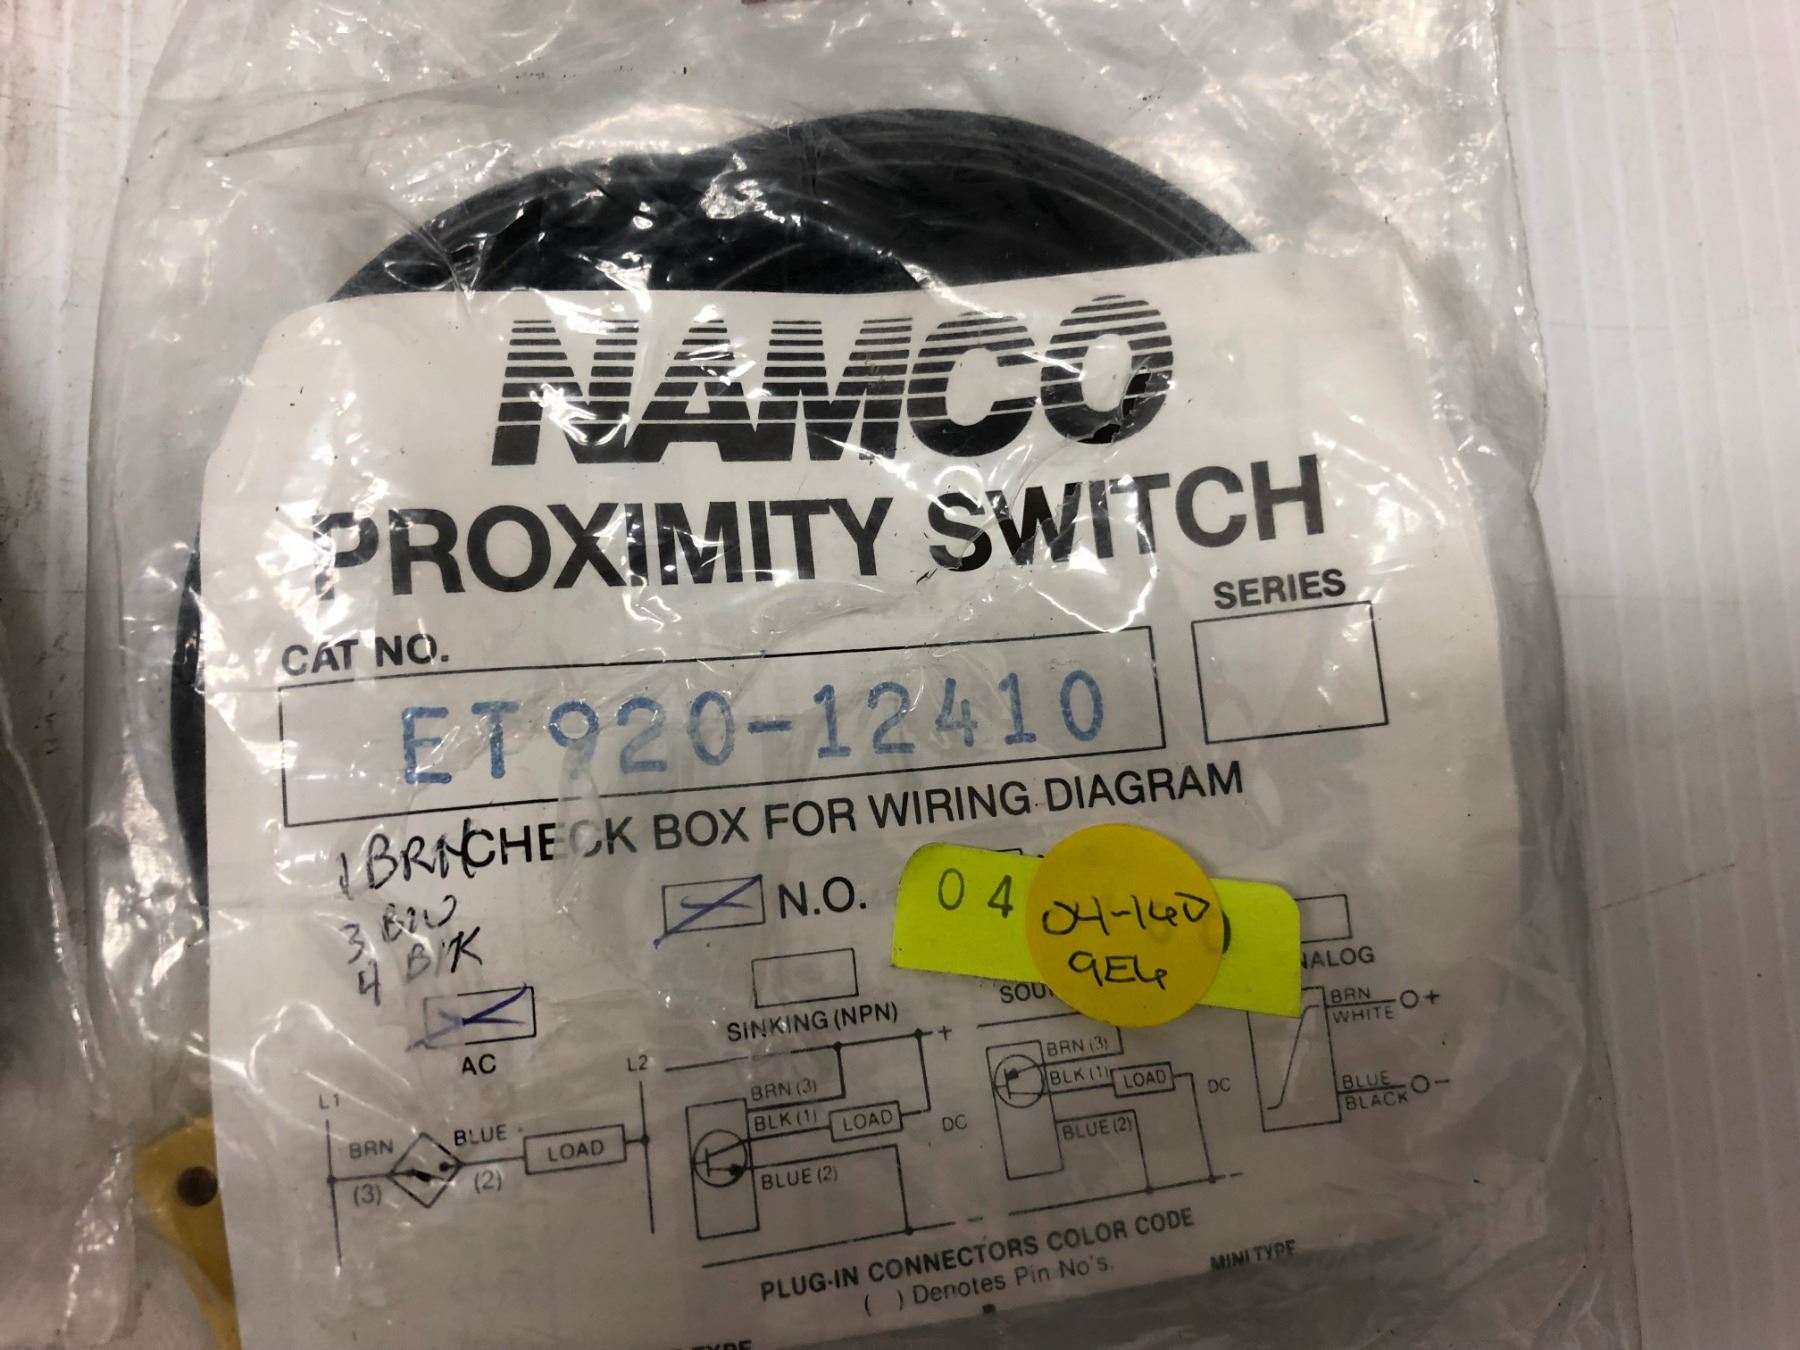 NAMCO
PROXIMITY SWITCH
CAT NO.
SERIES
ET920-12410
CHECK BOX FOR WIRING DIAGRAM
1 BRN
3
4 BlK
N.O.
04
04-160
9E4
AC
SINKING (NPN)
SOU
NALOG
L1
L2
BRN
(3)
BLUE
(2)
LOAD
+
BRN (3)
BLK (1)
LOAD
DC
BLUE (2)
−
BRN (3)
BLK (1)
LOAD
DC
BLUE (2)
−
BRN
WHITE
+
BLUE
BLACK
−
PLUG-IN CONNECTORS COLOR CODE
( ) Denotes Pin No's.
MINI TYPE
TYPE